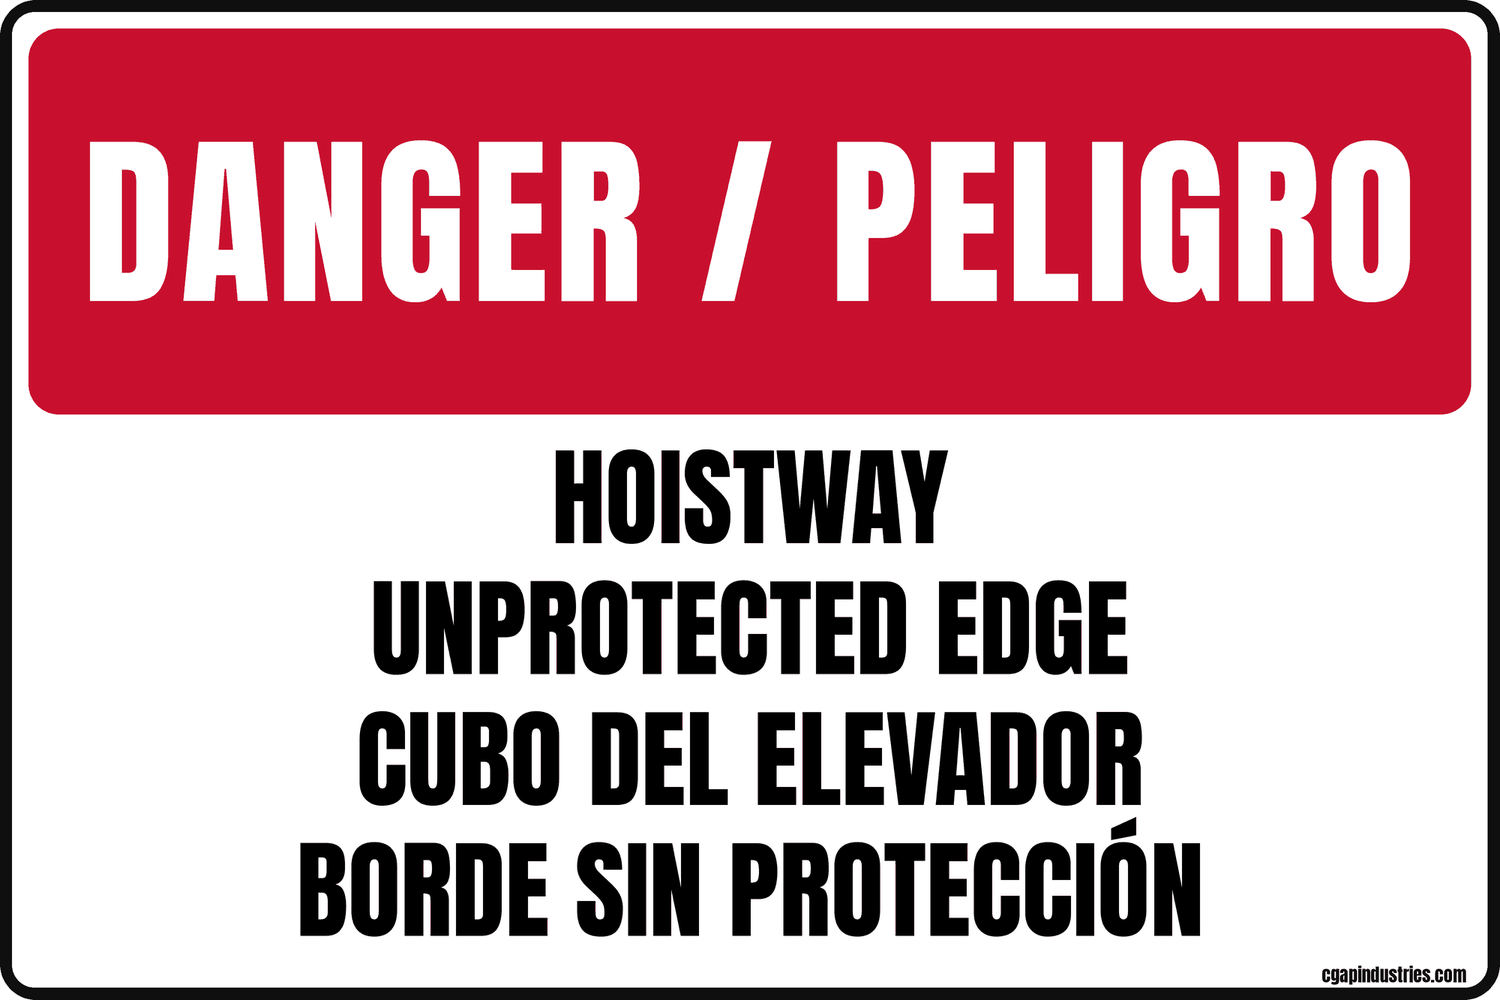 DANGER / PELIGRO
HOISTWAY
UNPROTECTED EDGE
CUBO DEL ELEVADOR
BORDE SIN PROTECCIÓN
cgapindustries.com